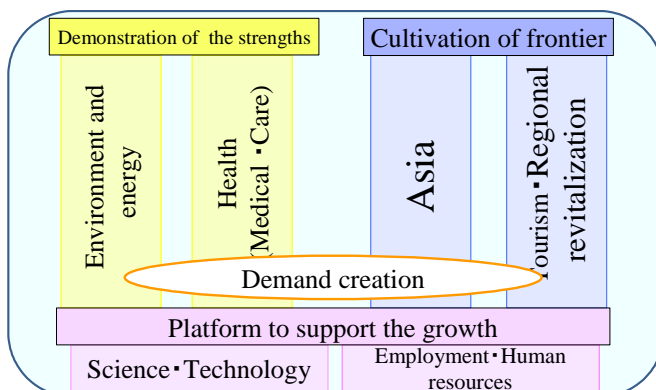 Demonstration of the strengths
Cultivation of frontier
Environment and
energy
Health
(Medical・Care)
Asia
Tourism・Regional
revitalization
Demand creation
Platform to support the growth
Science・Technology
Employment・Human
resources